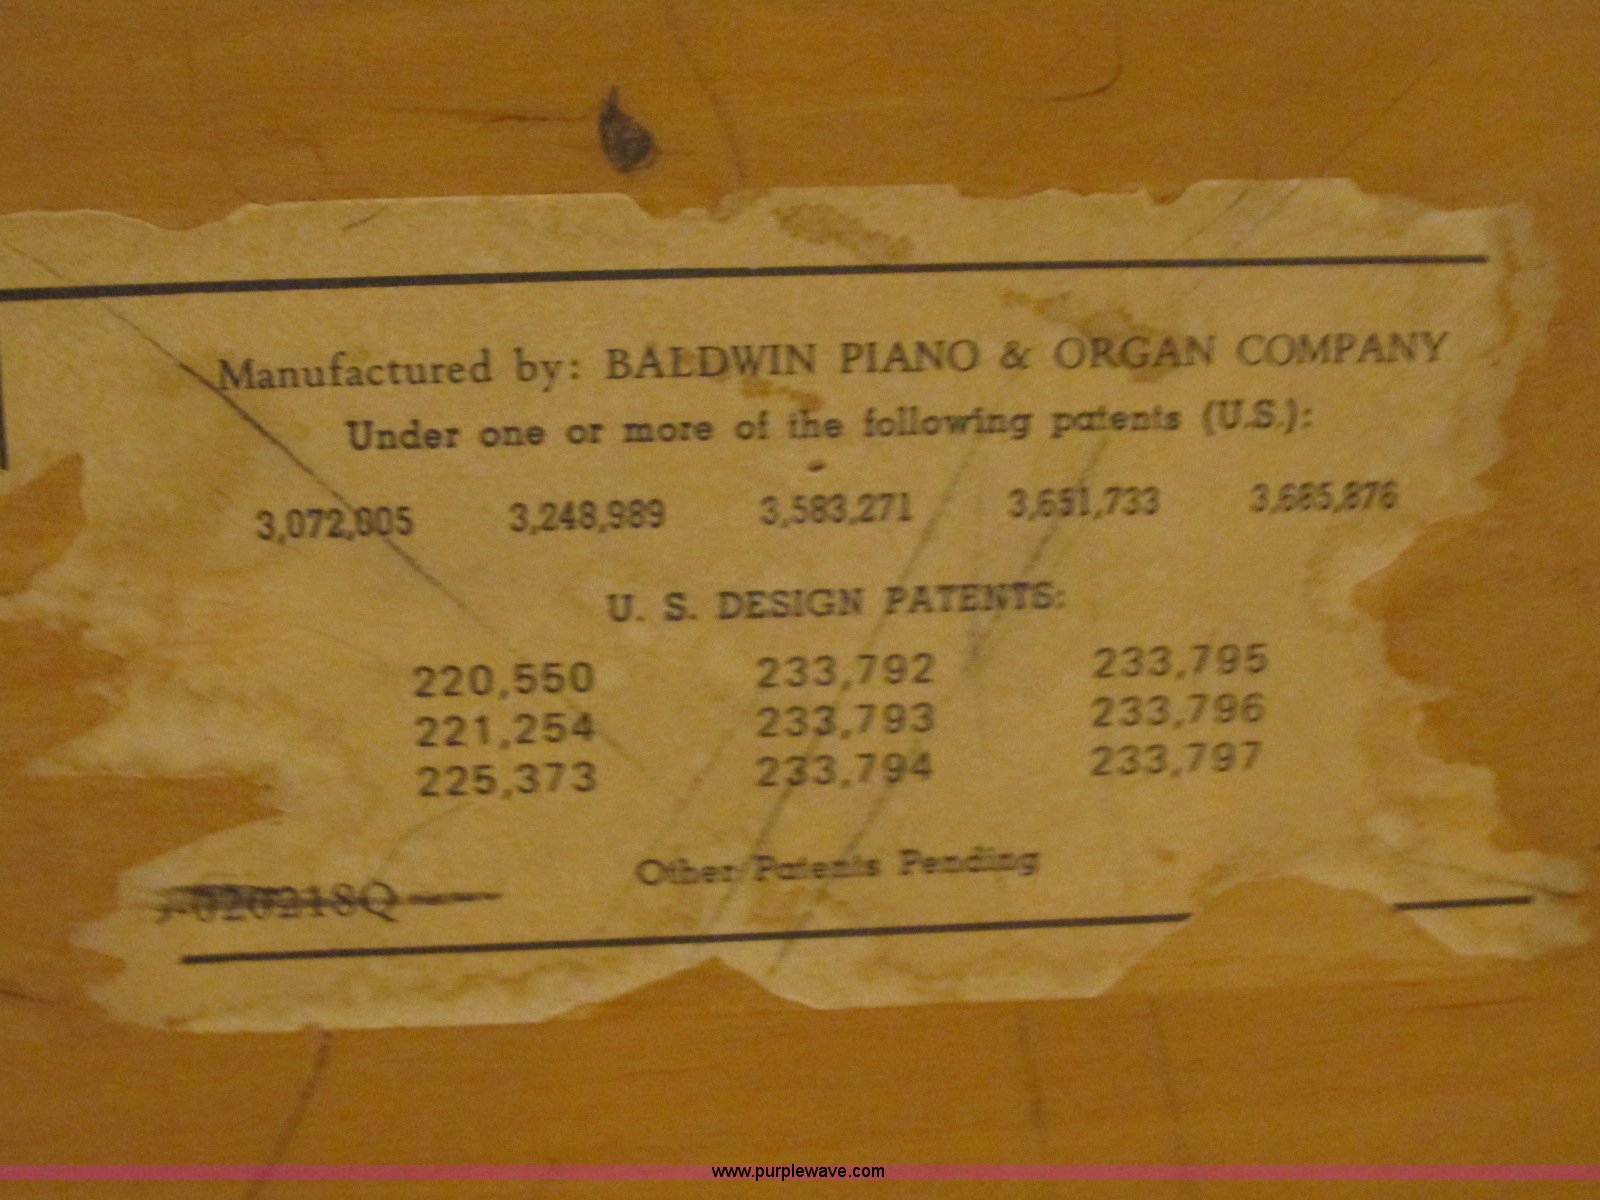 Manufactured by: BALDWIN PIANO & ORGAN COMPANY
Under one or more of the following patents (U.S.):
3,072,805 3,248,989 3,583,271 3,651,733 3,685,876
U. S. DESIGN PATENTS:
220,550 233,792 233,795
221,254 233,793 233,796
225,373 233,794 233,797
Other Patents Pending
www.purplewave.com